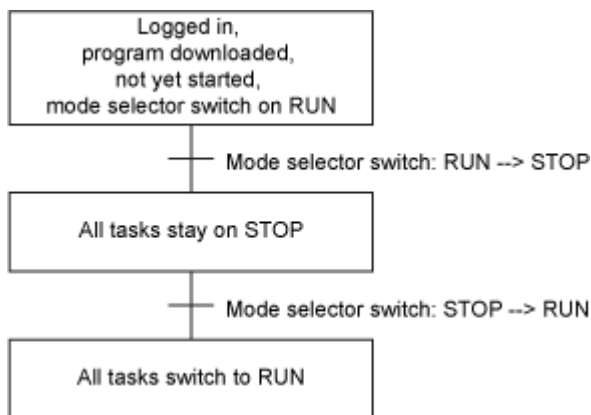 Logged in,
program downloaded,
not yet started,
mode selector switch on RUN
Mode selector switch: RUN --> STOP
All tasks stay on STOP
Mode selector switch: STOP --> RUN
All tasks switch to RUN